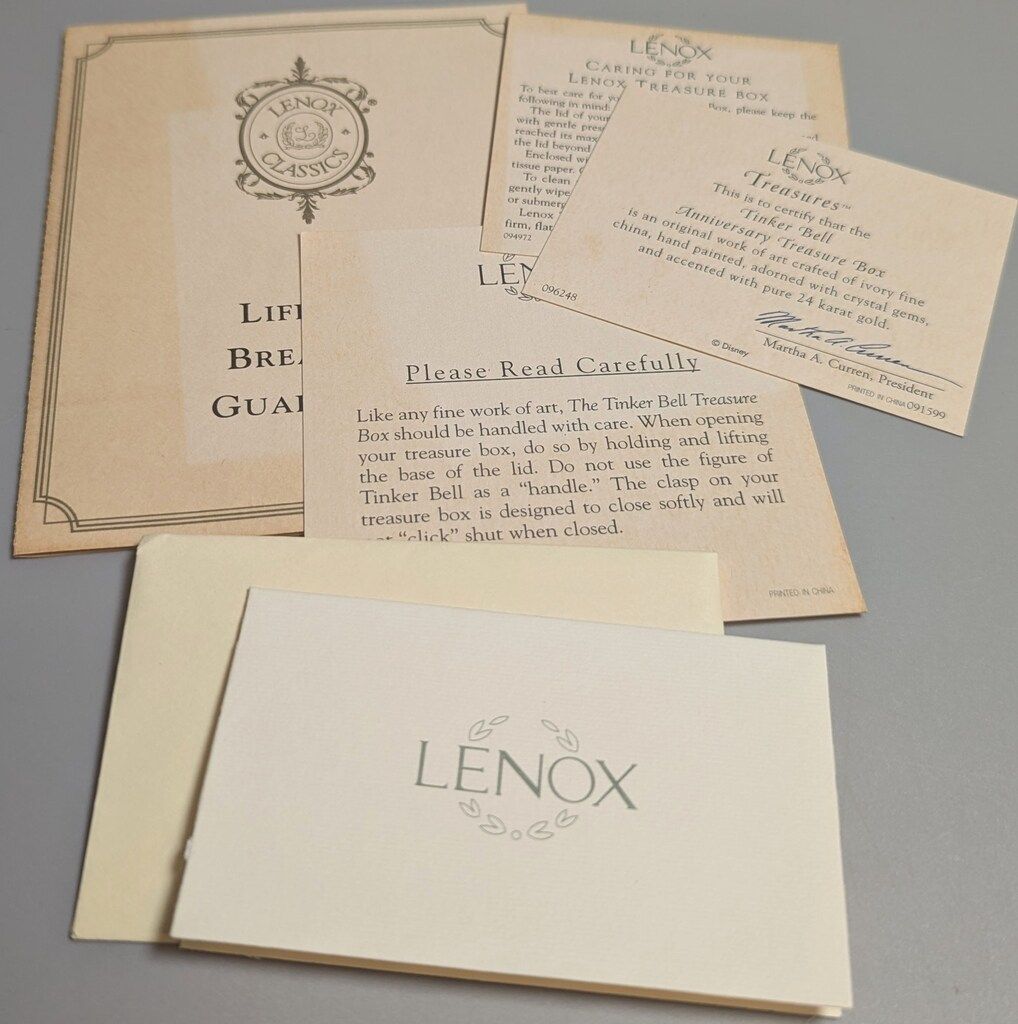 LENOX
CLASSICS
LIFE
BREA
GUAR
LENOX
CARING FOR YOUR
LENOX TREASURE BOX
To best care for yo
Box, please keep the
following in mind:
The lid of your
with gentle pres
reached its max
the lid beyond
Enclosed wi
tissue paper.
To clean
gently wipe
or submerg
Lenox
firm, flat
094972
LENOX
Treasures™
This is to certify that the
Tinker Bell
Anniversary Treasure Box
is an original work of art crafted of ivory fine
china, hand painted, adorned with crystal gems,
and accented with pure 24 karat gold.
096248
Martha A. Curren
© Disney
Martha A. Curren, President
PRINTED IN CHINA 091599
LEN
Please Read Carefully
Like any fine work of art, The Tinker Bell Treasure
Box should be handled with care. When opening
your treasure box, do so by holding and lifting
the base of the lid. Do not use the figure of
Tinker Bell as a “handle.” The clasp on your
treasure box is designed to close softly and will
“click” shut when closed.
PRINTED IN CHINA
LENOX